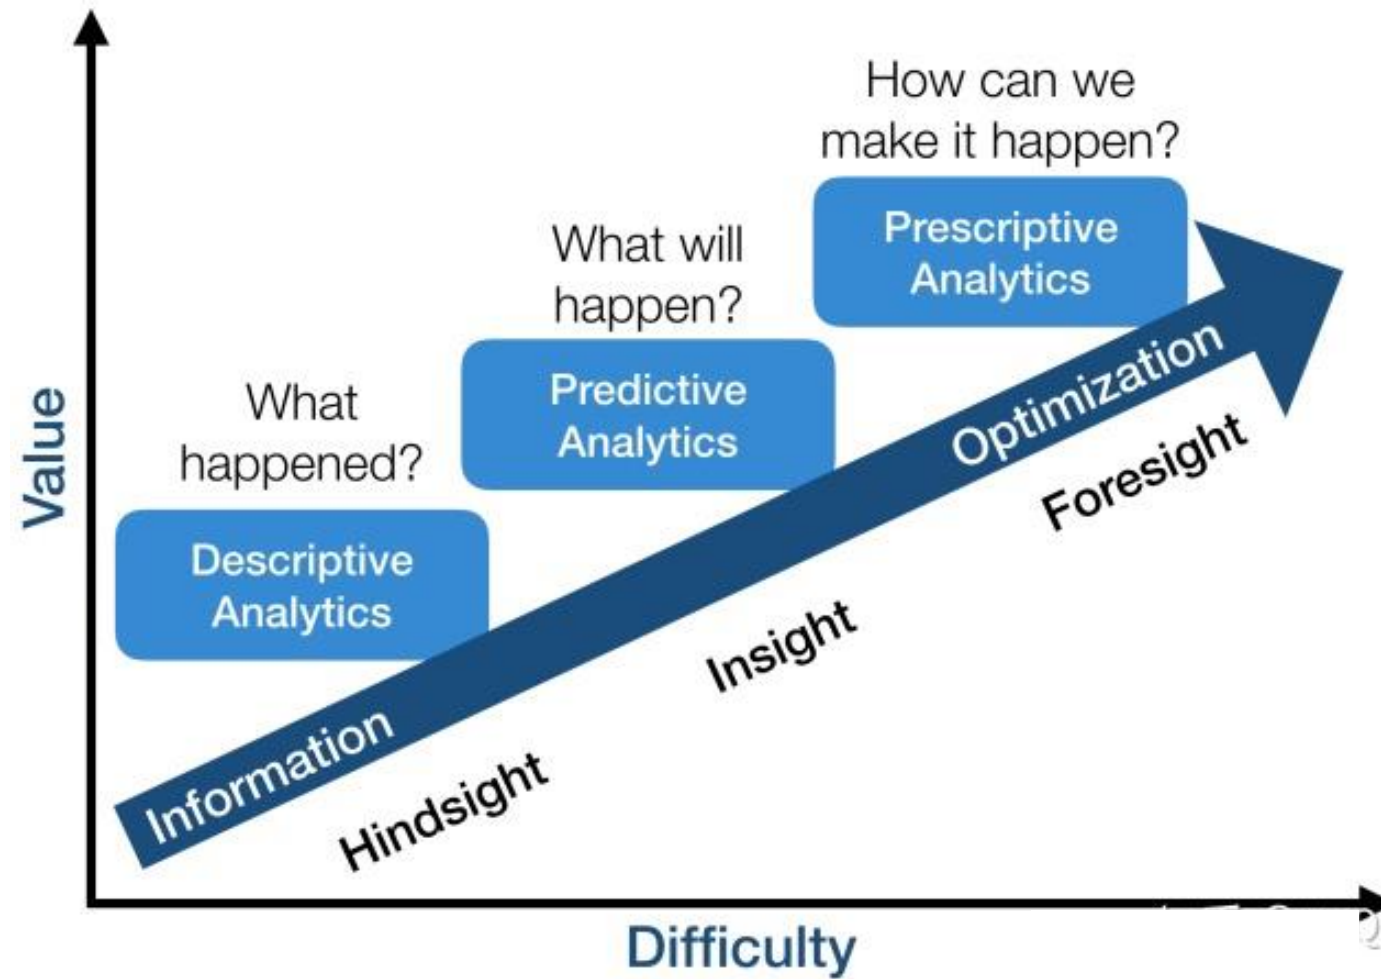 How can we
make it happen?
Prescriptive
Analytics
What will
happen?
Predictive
Analytics
What
happened?
Descriptive
Analytics
Value
Optimization
Foresight
Insight
Information
Hindsight
Difficulty